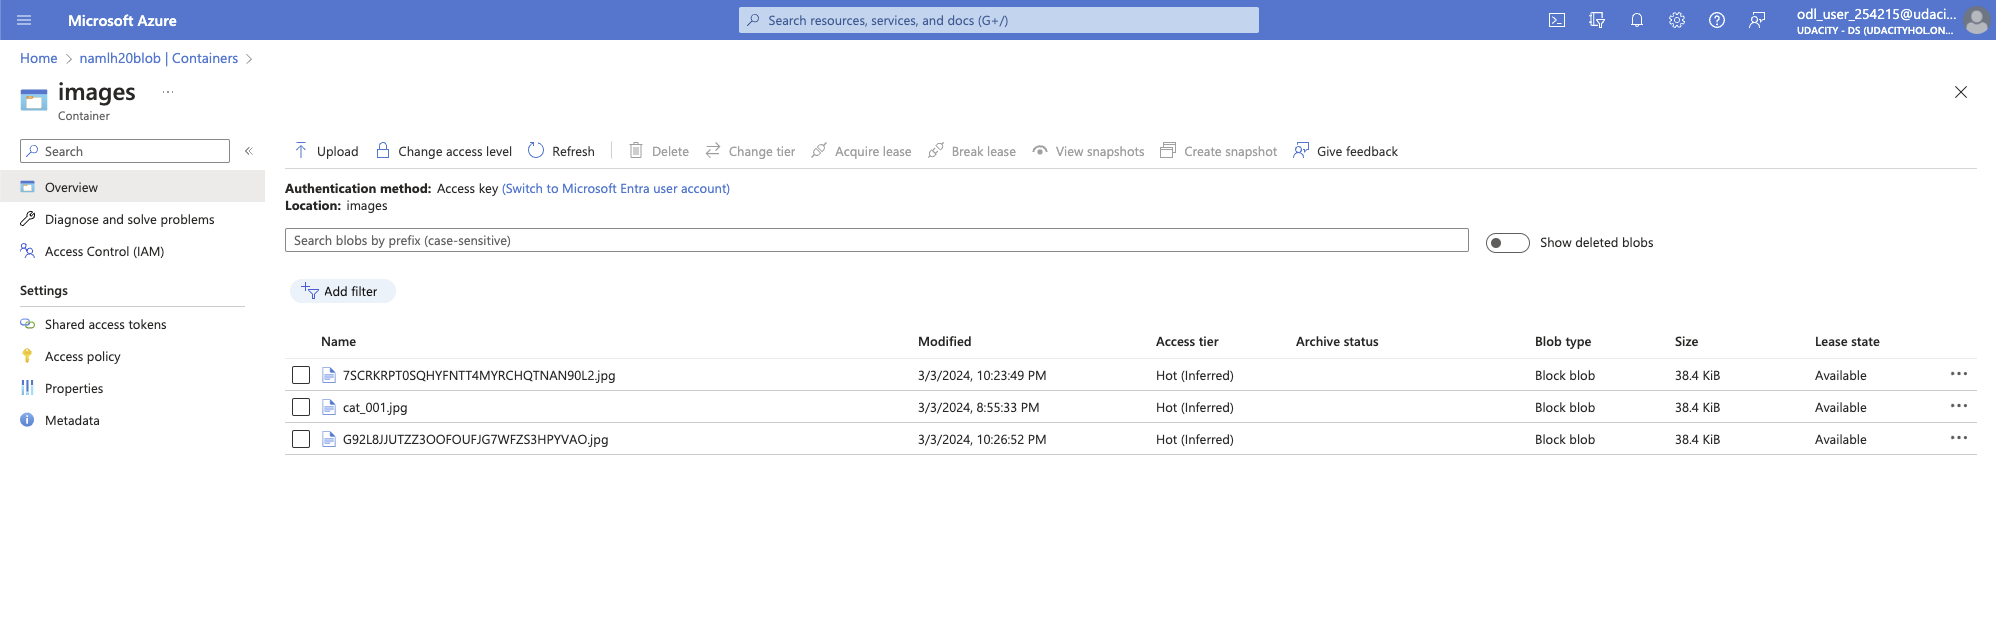 Microsoft Azure
Search resources, services, and docs (G+/)
odl_user_254215@udaci...
UDACITY - DS (UDACITYHOL.ON...
Home > namlh20blob | Containers >
images ...
Container
Search «
Upload Change access level Refresh Delete Change tier Acquire lease Break lease View snapshots Create snapshot Give feedback
Overview
Diagnose and solve problems
Access Control (IAM)
Settings
Shared access tokens
Access policy
Properties
Metadata
Authentication method: Access key (Switch to Microsoft Entra user account)
Location: images
Search blobs by prefix (case-sensitive)
Show deleted blobs
Add filter
Name Modified Access tier Archive status Blob type Size Lease state
7SCRKRPT0SQHYFNTT4MYRCHQTNAN90L2.jpg 3/3/2024, 10:23:49 PM Hot (Inferred) Block blob 38.4 KiB Available ...
cat_001.jpg 3/3/2024, 8:55:33 PM Hot (Inferred) Block blob 38.4 KiB Available ...
G92L8JJUTZZ3OOFOUFJG7WFZS3HPYVAO.jpg 3/3/2024, 10:26:52 PM Hot (Inferred) Block blob 38.4 KiB Available ...